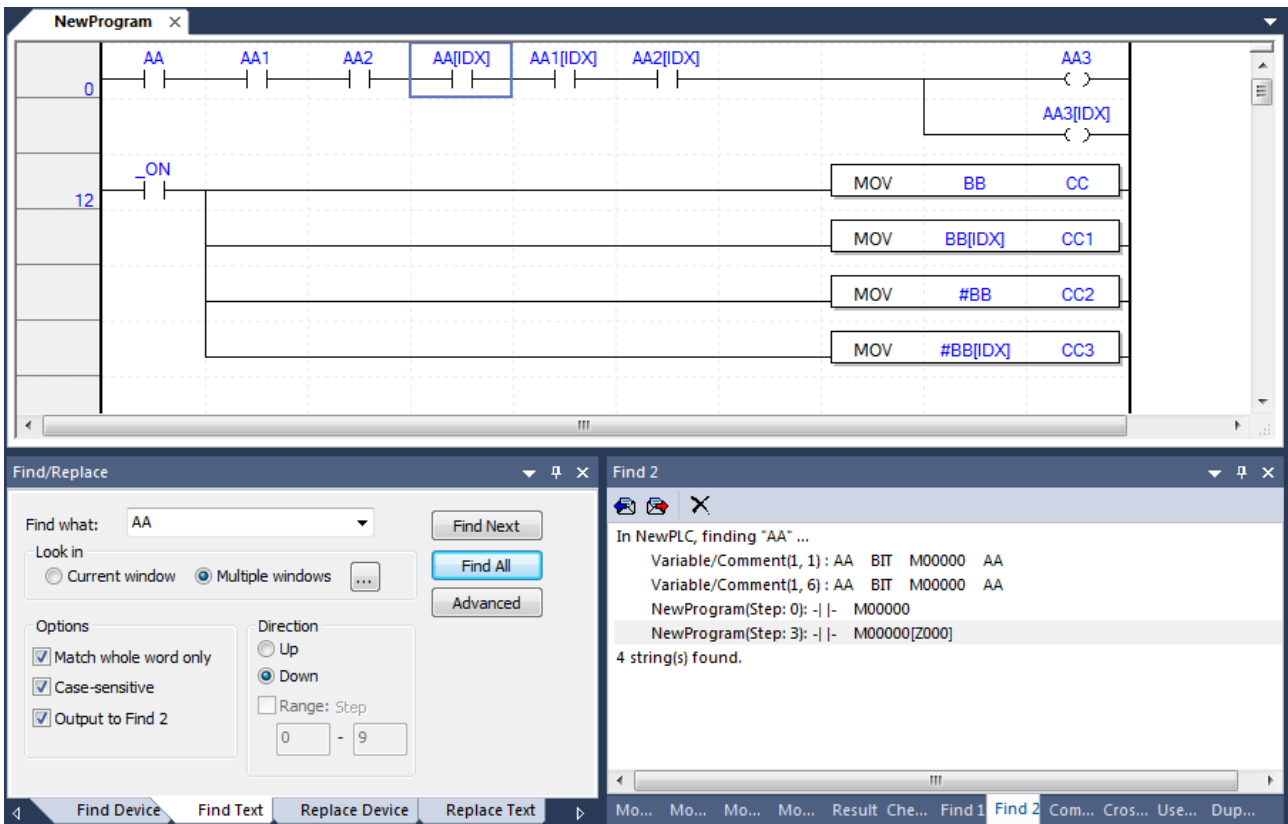 NewProgram
AA AA1 AA2 AA[IDX] AA1[IDX] AA2[IDX] AA3
0
AA3[IDX]
_ON
12
MOV BB CC
MOV BB[IDX] CC1
MOV #BB CC2
MOV #BB[IDX] CC3
Find/Replace
Find what: AA
Find Next
Look in
Current window Multiple windows ...
Find All
Advanced
Options
Match whole word only
Case-sensitive
Output to Find 2
Direction
Up
Down
Range: Step
0 - 9
Find Device Find Text Replace Device Replace Text
Find 2
In NewPLC, finding "AA" ...
Variable/Comment(1, 1) : AA BIT M00000 AA
Variable/Comment(1, 6) : AA BIT M00000 AA
NewProgram(Step: 0): -| |- M00000
NewProgram(Step: 3): -| |- M00000[Z000]
4 string(s) found.
Mo... Mo... Mo... Mo... Result Che... Find 1 Find 2 Com... Cros... Use... Dup...